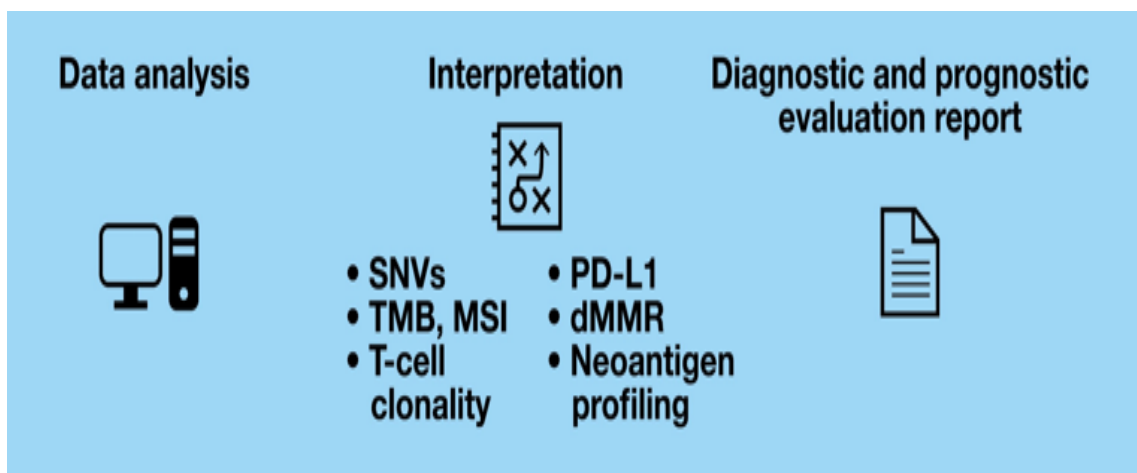 Data analysis
Interpretation
Diagnostic and prognostic
evaluation report
• SNVs
• TMB, MSI
• T-cell
clonality
• PD-L1
• dMMR
• Neoantigen
profiling